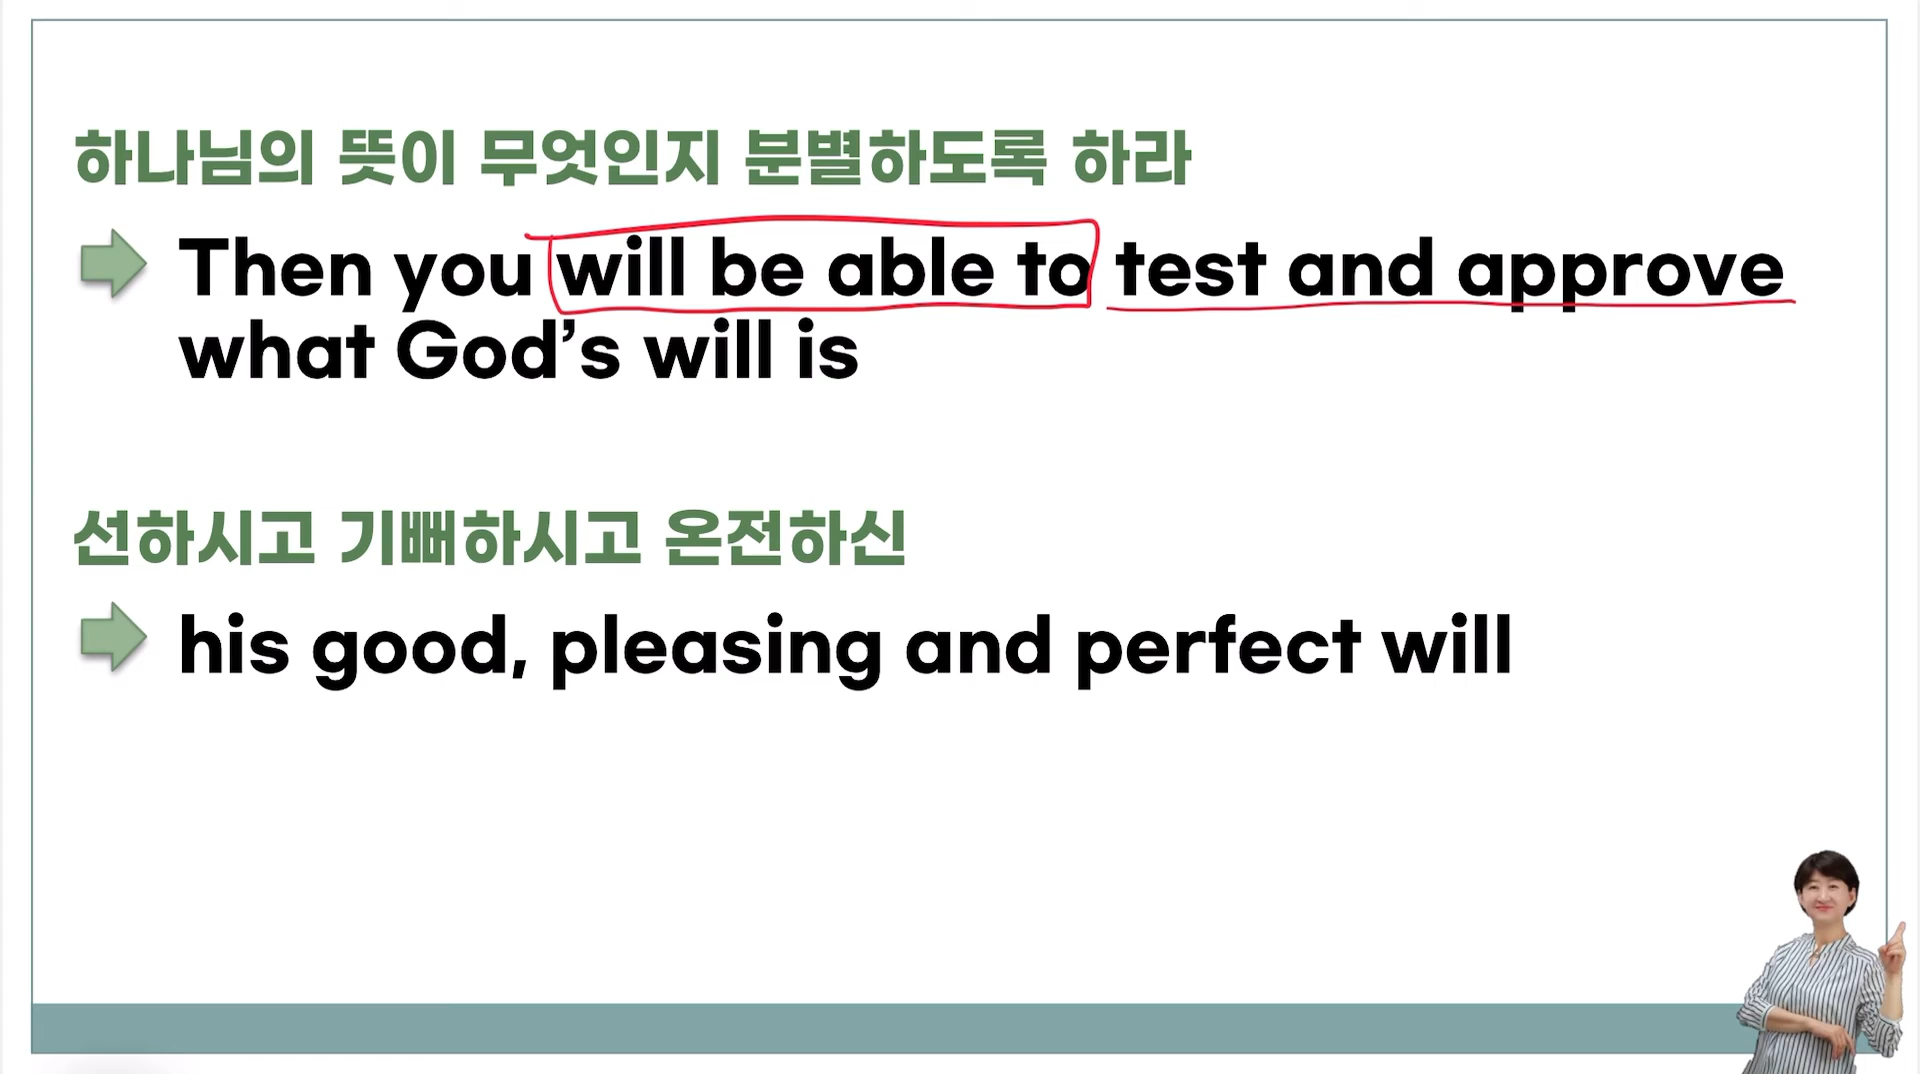 하나님의 뜻이 무엇인지 분별하도록 하라
Then you will be able to test and approve
what God’s will is
선하시고 기뻐하시고 온전하신
his good, pleasing and perfect will